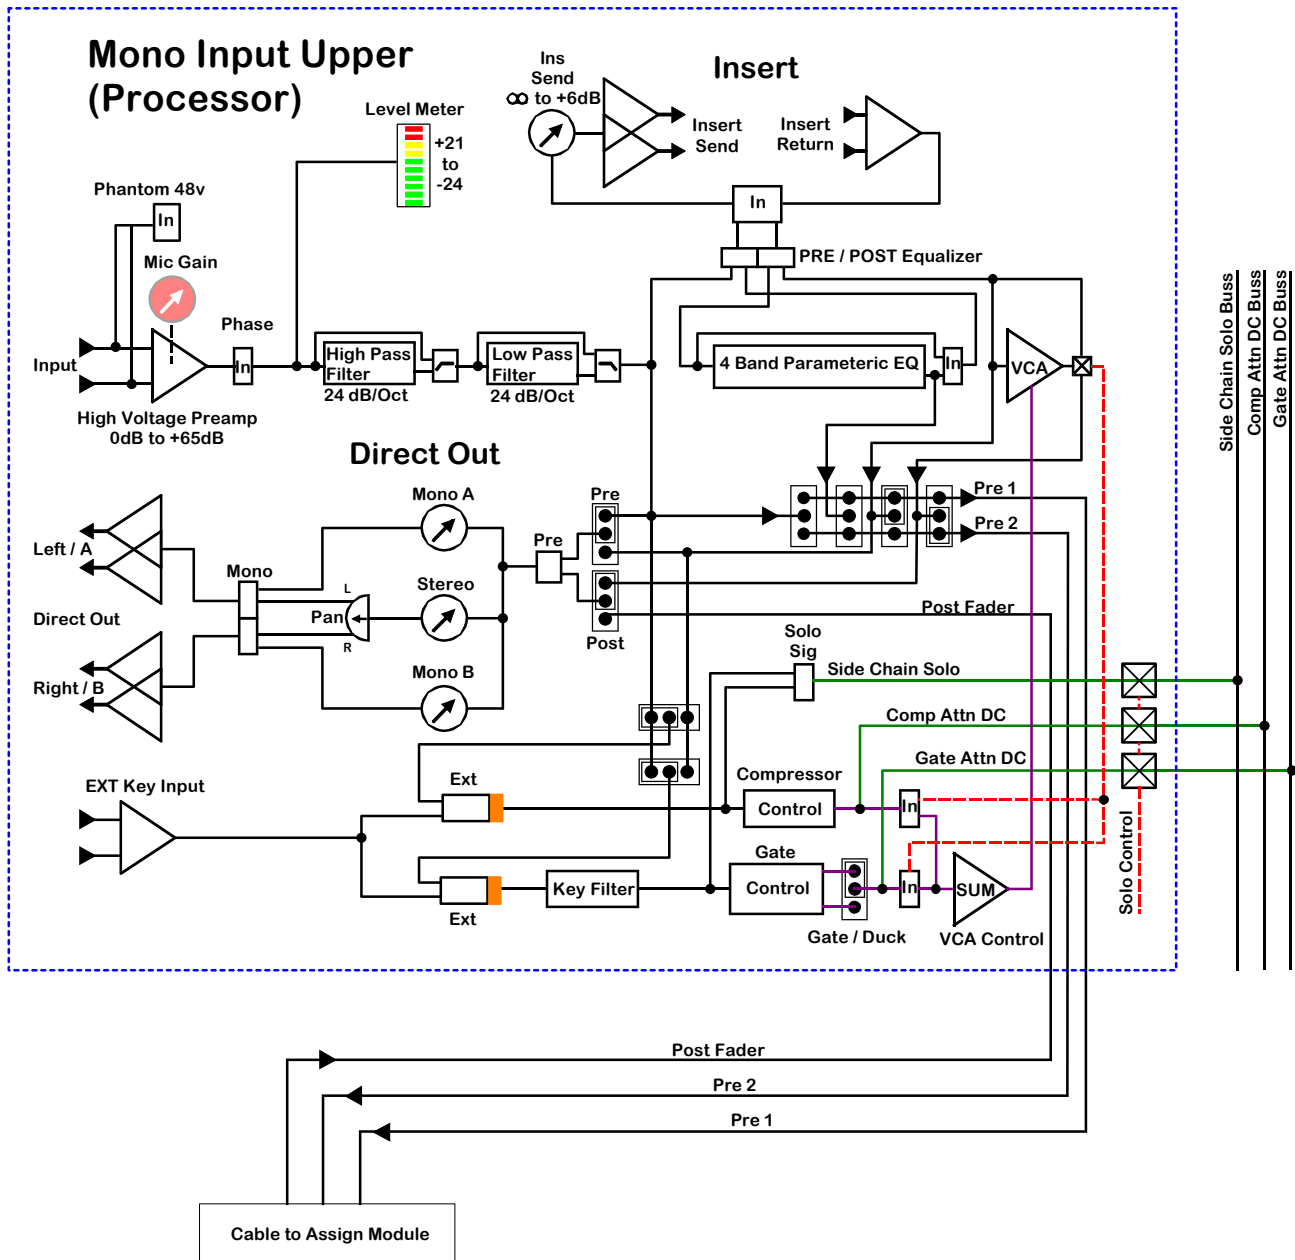 Mono Input Upper
(Processor)
Level Meter
+21
to
-24
Ins
Send
∞ to +6dB
Insert
Insert
Send
Insert
Return
In
PRE / POST Equalizer
Phantom 48v
In
Mic Gain
Phase
Input
In
High Voltage Preamp
0dB to +65dB
High Pass
Filter
24 dB/Oct
Low Pass
Filter
24 dB/Oct
4 Band Parameteric EQ
In
VCA
Side Chain Solo Buss
Comp Attn DC Buss
Gate Attn DC Buss
Direct Out
Mono A
Pre
Pre 1
Pre 2
Left / A
Mono
L
Stereo
Pre
Pan
R
Direct Out
Post Fader
Post
Solo
Sig
Right / B
Mono B
Side Chain Solo
Comp Attn DC
Gate Attn DC
EXT Key Input
Ext
Compressor
Control
In
Gate
Key Filter
Control
In
SUM
Ext
Gate / Duck
VCA Control
Solo Control
Post Fader
Pre 2
Pre 1
Cable to Assign Module